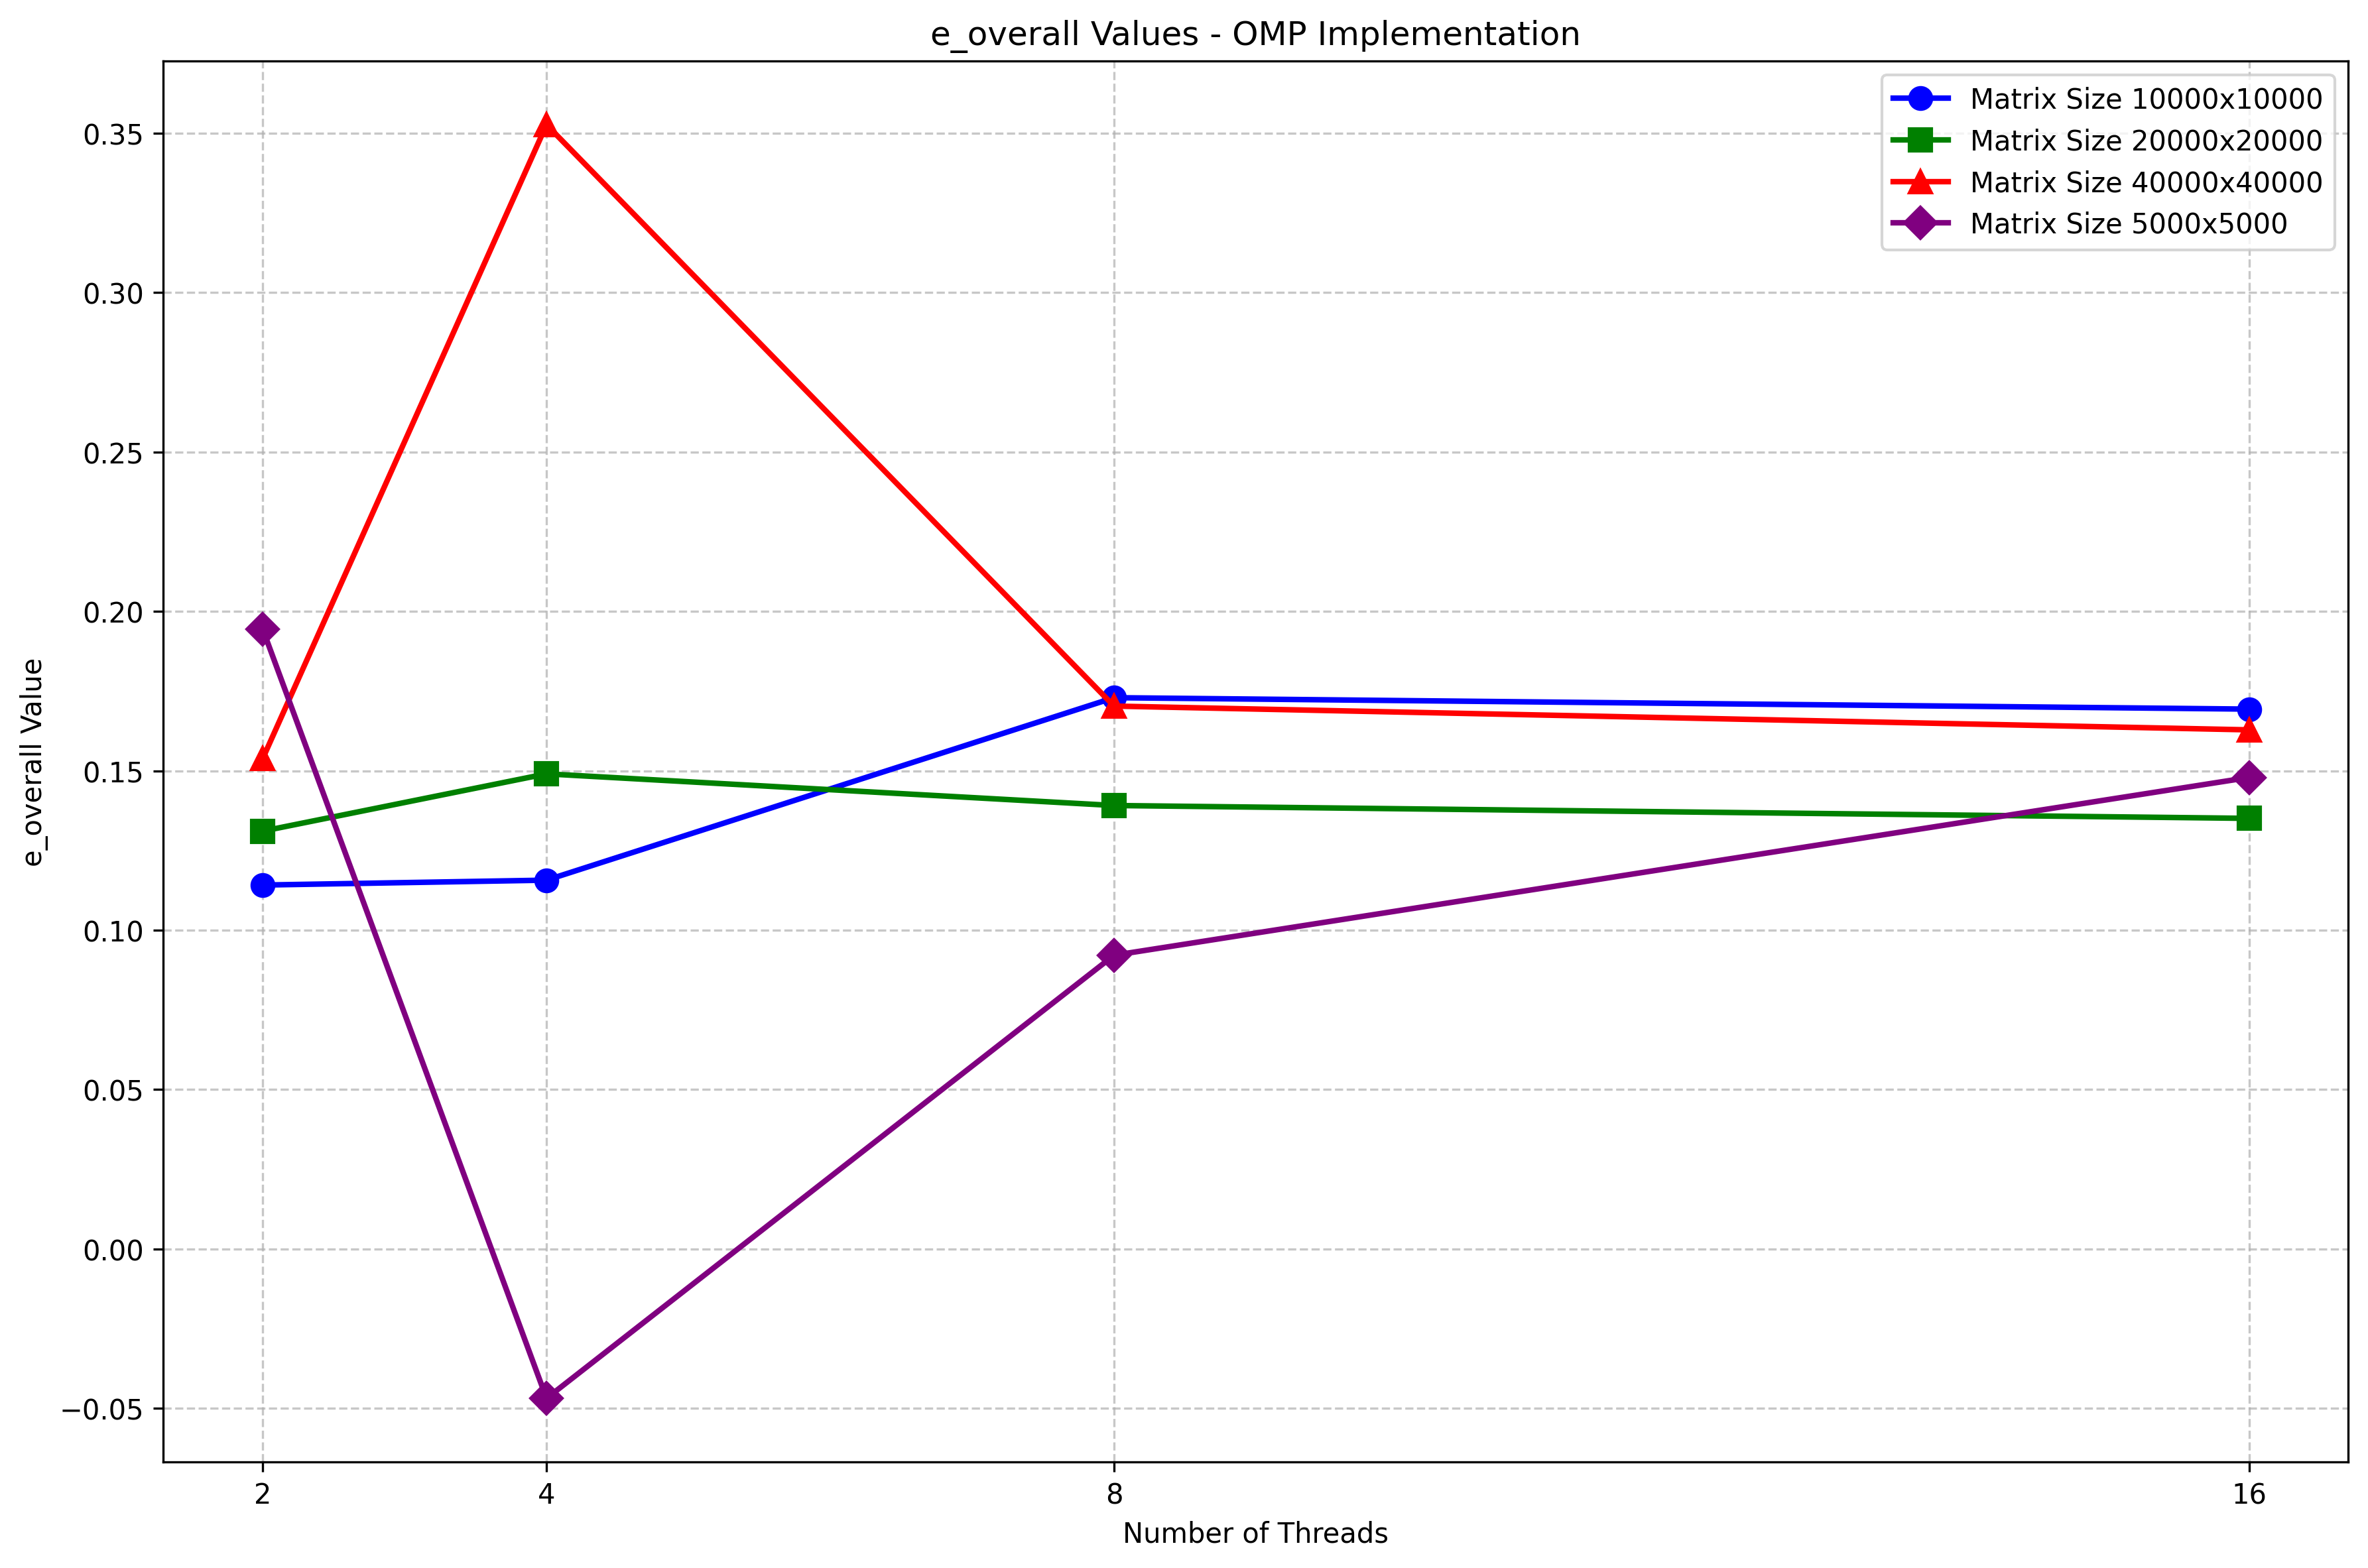 e_overall Values - OMP Implementation
Matrix Size 10000x10000
Matrix Size 20000x20000
Matrix Size 40000x40000
Matrix Size 5000x5000
e_overall Value
0.35
0.30
0.25
0.20
0.15
0.10
0.05
0.00
−0.05
2 4 8 16
Number of Threads